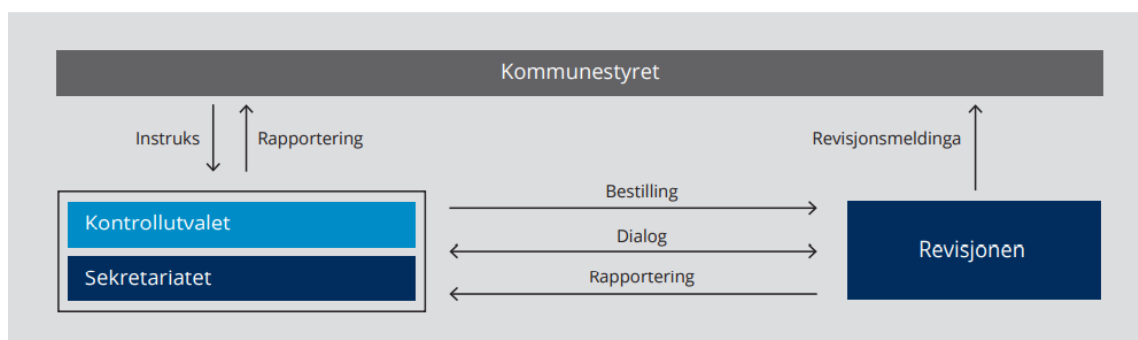 Kommunestyret
Instruks
Rapportering
Revisjonsmeldinga
Kontrollutvalet
Sekretariatet
Bestilling
Dialog
Rapportering
Revisjonen